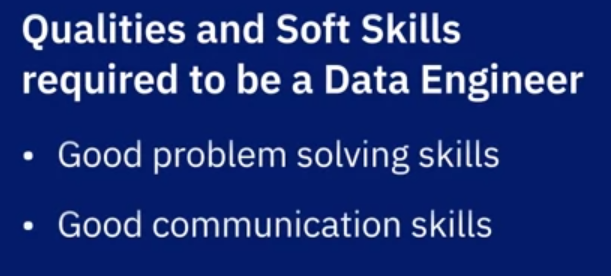 Qualities and Soft Skills
required to be a Data Engineer
• Good problem solving skills
• Good communication skills